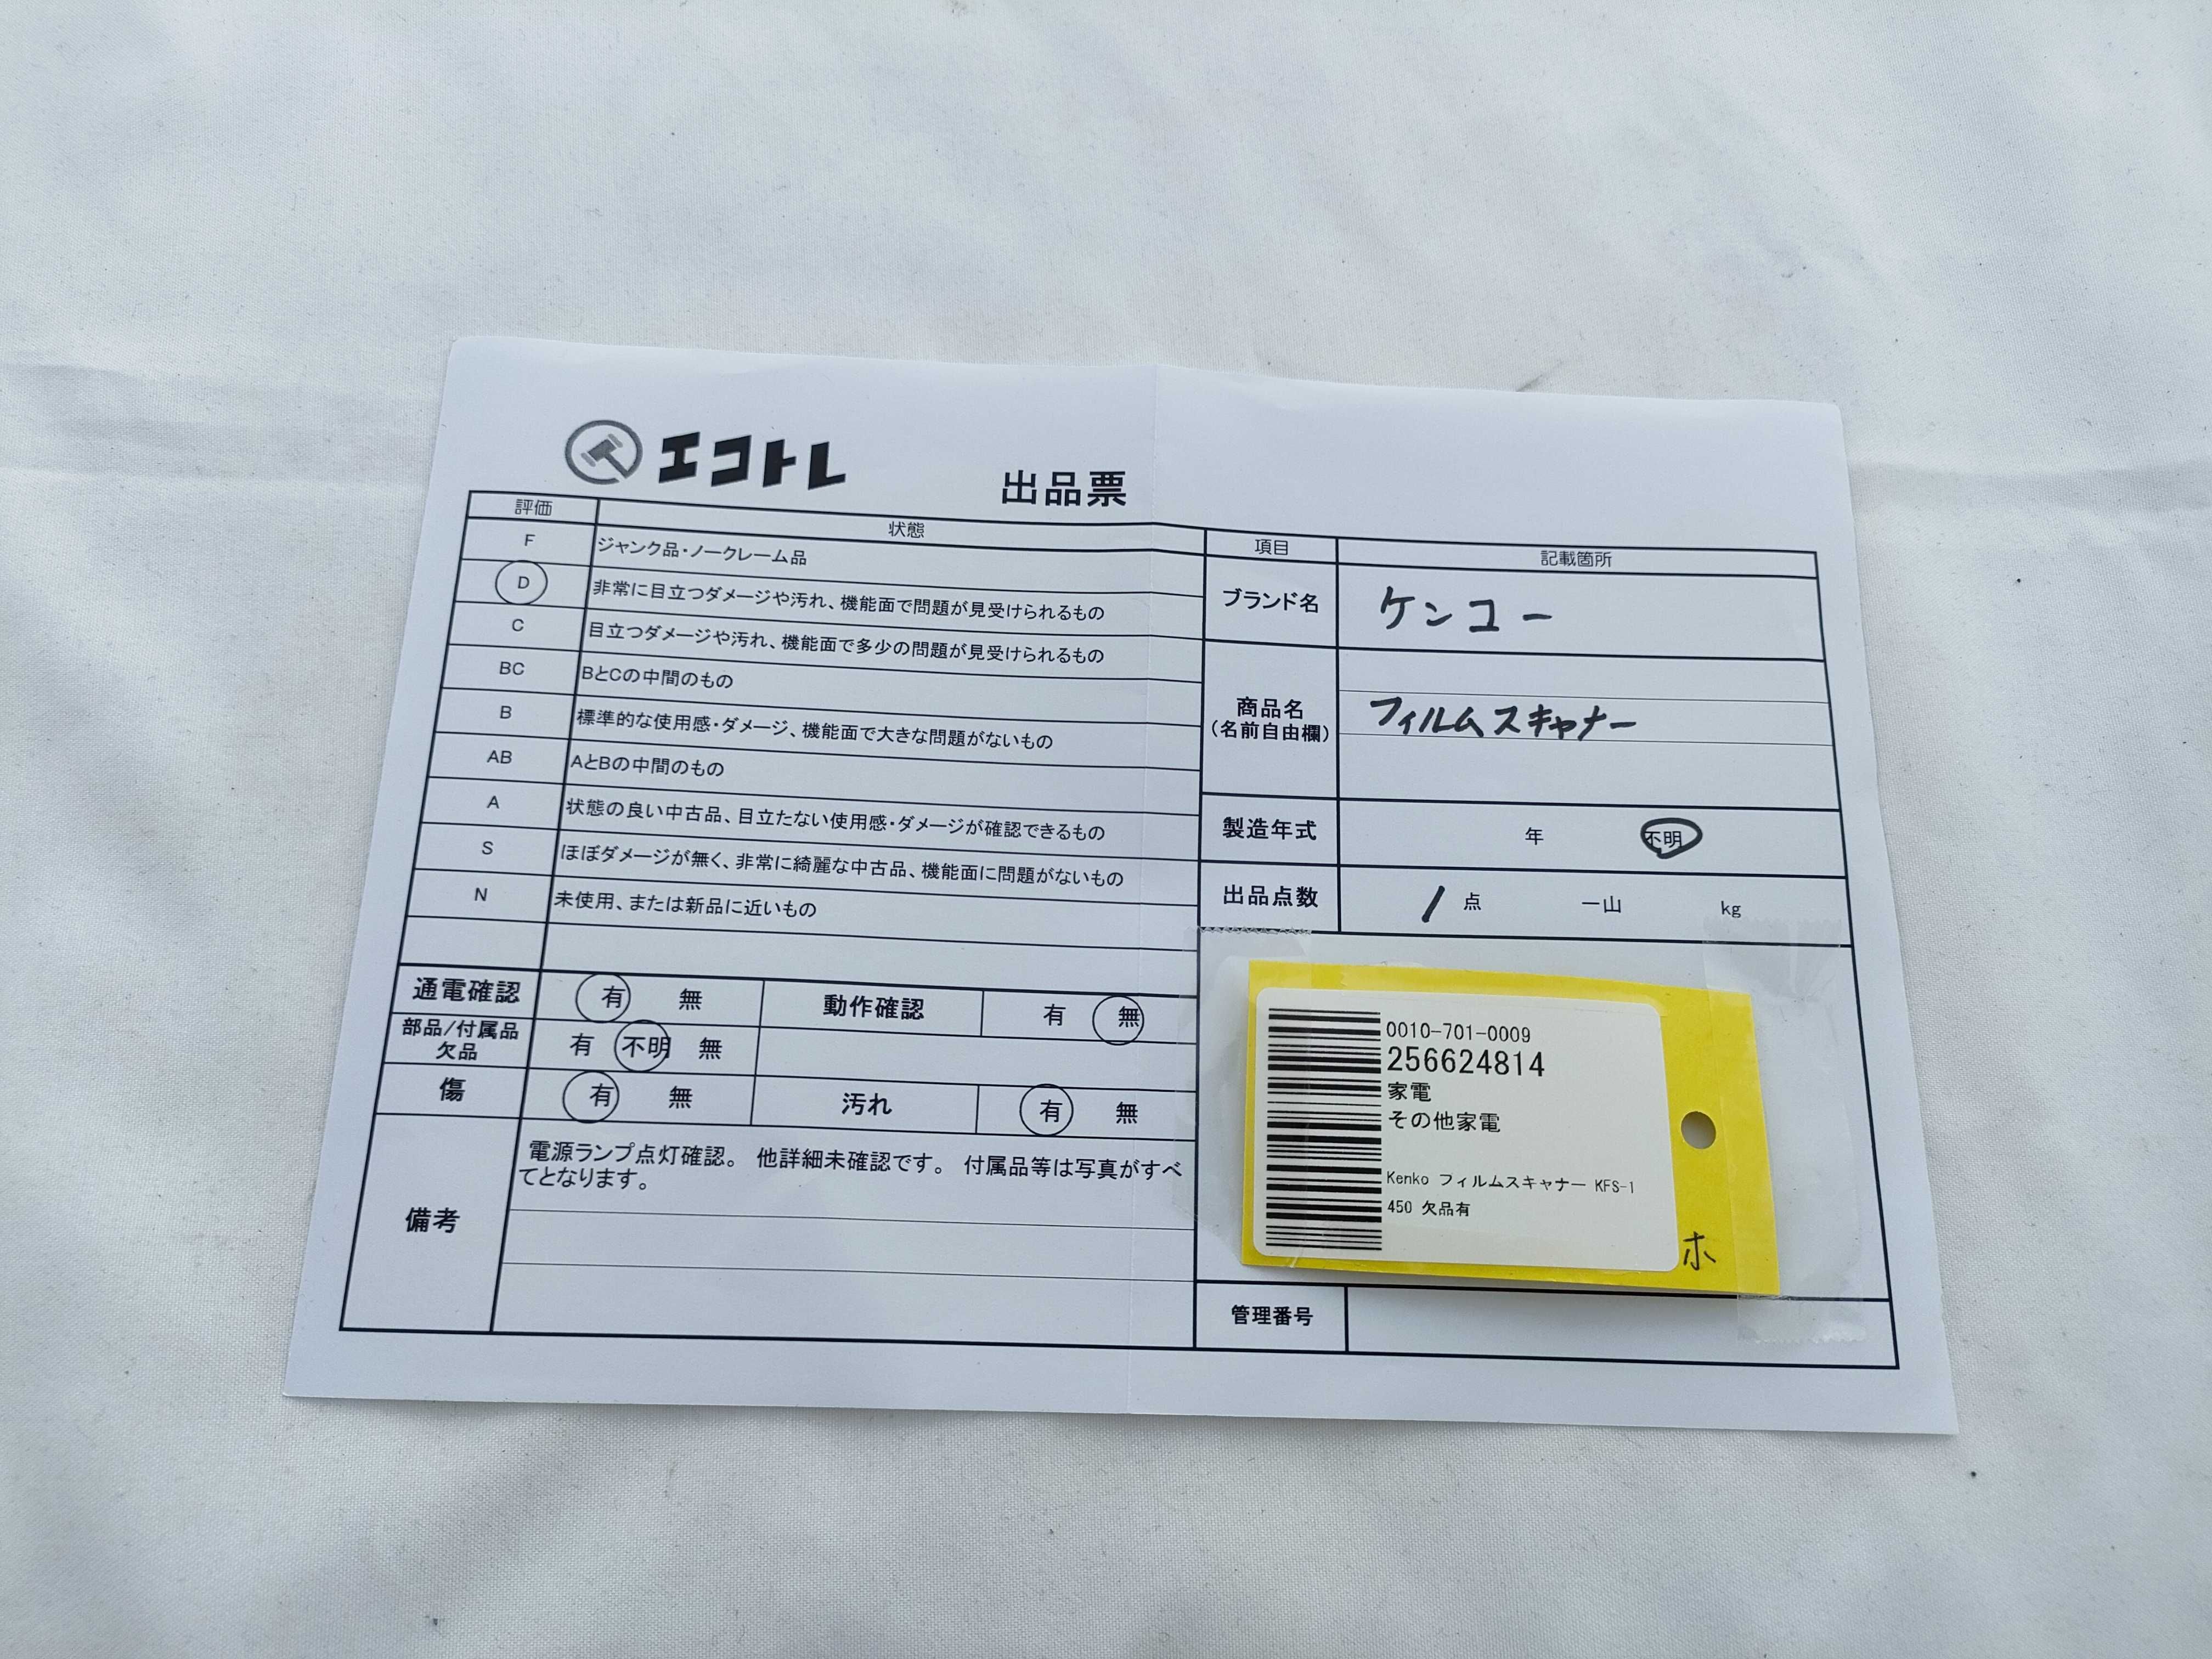 エコトレ
出品票
評価 状態
F ジャンク品・ノークレーム品
D 非常に目立つダメージや汚れ、機能面で問題が見受けられるもの
C 目立つダメージや汚れ、機能面で多少の問題が見受けられるもの
BC BとCの中間のもの
B 標準的な使用感・ダメージ、機能面で大きな問題がないもの
AB AとBの中間のもの
A 状態の良い中古品、目立たない使用感・ダメージが確認できるもの
S ほぼダメージが無く、非常に綺麗な中古品、機能面に問題がないもの
N 未使用、または新品に近いもの
通電確認 有 無 動作確認 有 無
部品/付属品
欠品 有 不明 無
傷 有 無 汚れ 有 無
備考
電源ランプ点灯確認。 他詳細未確認です。 付属品等は写真がすべ
てとなります。
項目 記載箇所
ブランド名 ケンコー
商品名
(名前自由欄)
フィルムスキャナー
製造年式 年 不明
出品点数 1 点 一山 kg
0010-701-0009
256624814
家電
その他家電
Kenko フィルムスキャナー KFS-1
450 欠品有
ホ
管理番号